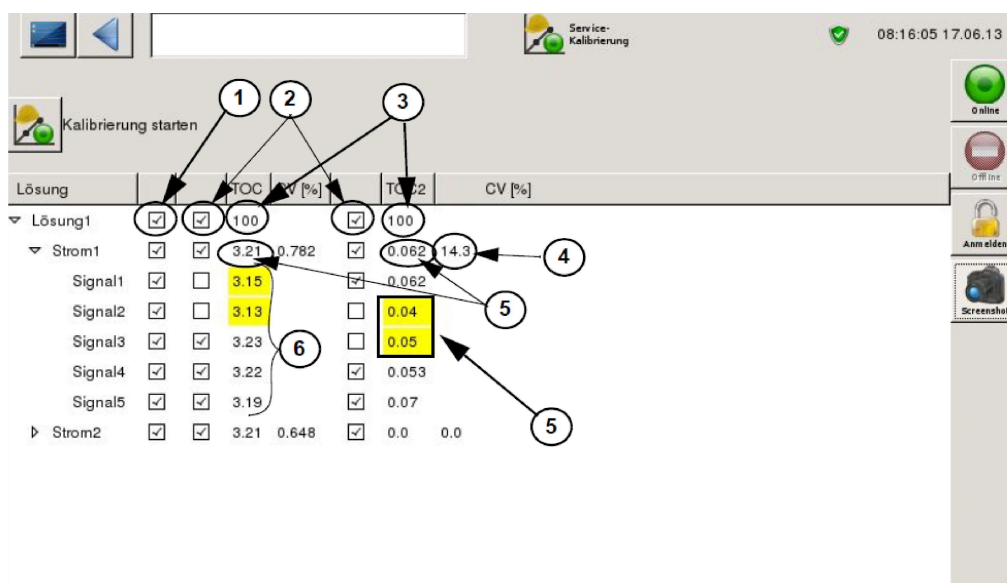 Service-
Kalibrierung
08:16:05 17.06.13
1
2
3
Online
Kalibrierung starten
Offline
Lösung TOC CV [%] TOC2 CV [%]
Lösung1 100 100
Anmelden
Strom1 3.21 0.782 0.062 14.3
4
Signal1 3.15 0.062
5
Signal2 3.13 0.04
Screenshot
Signal3 3.23 0.05
6
Signal4 3.22 0.053
Signal5 3.19 0.07
5
Strom2 3.21 0.648 0.0 0.0